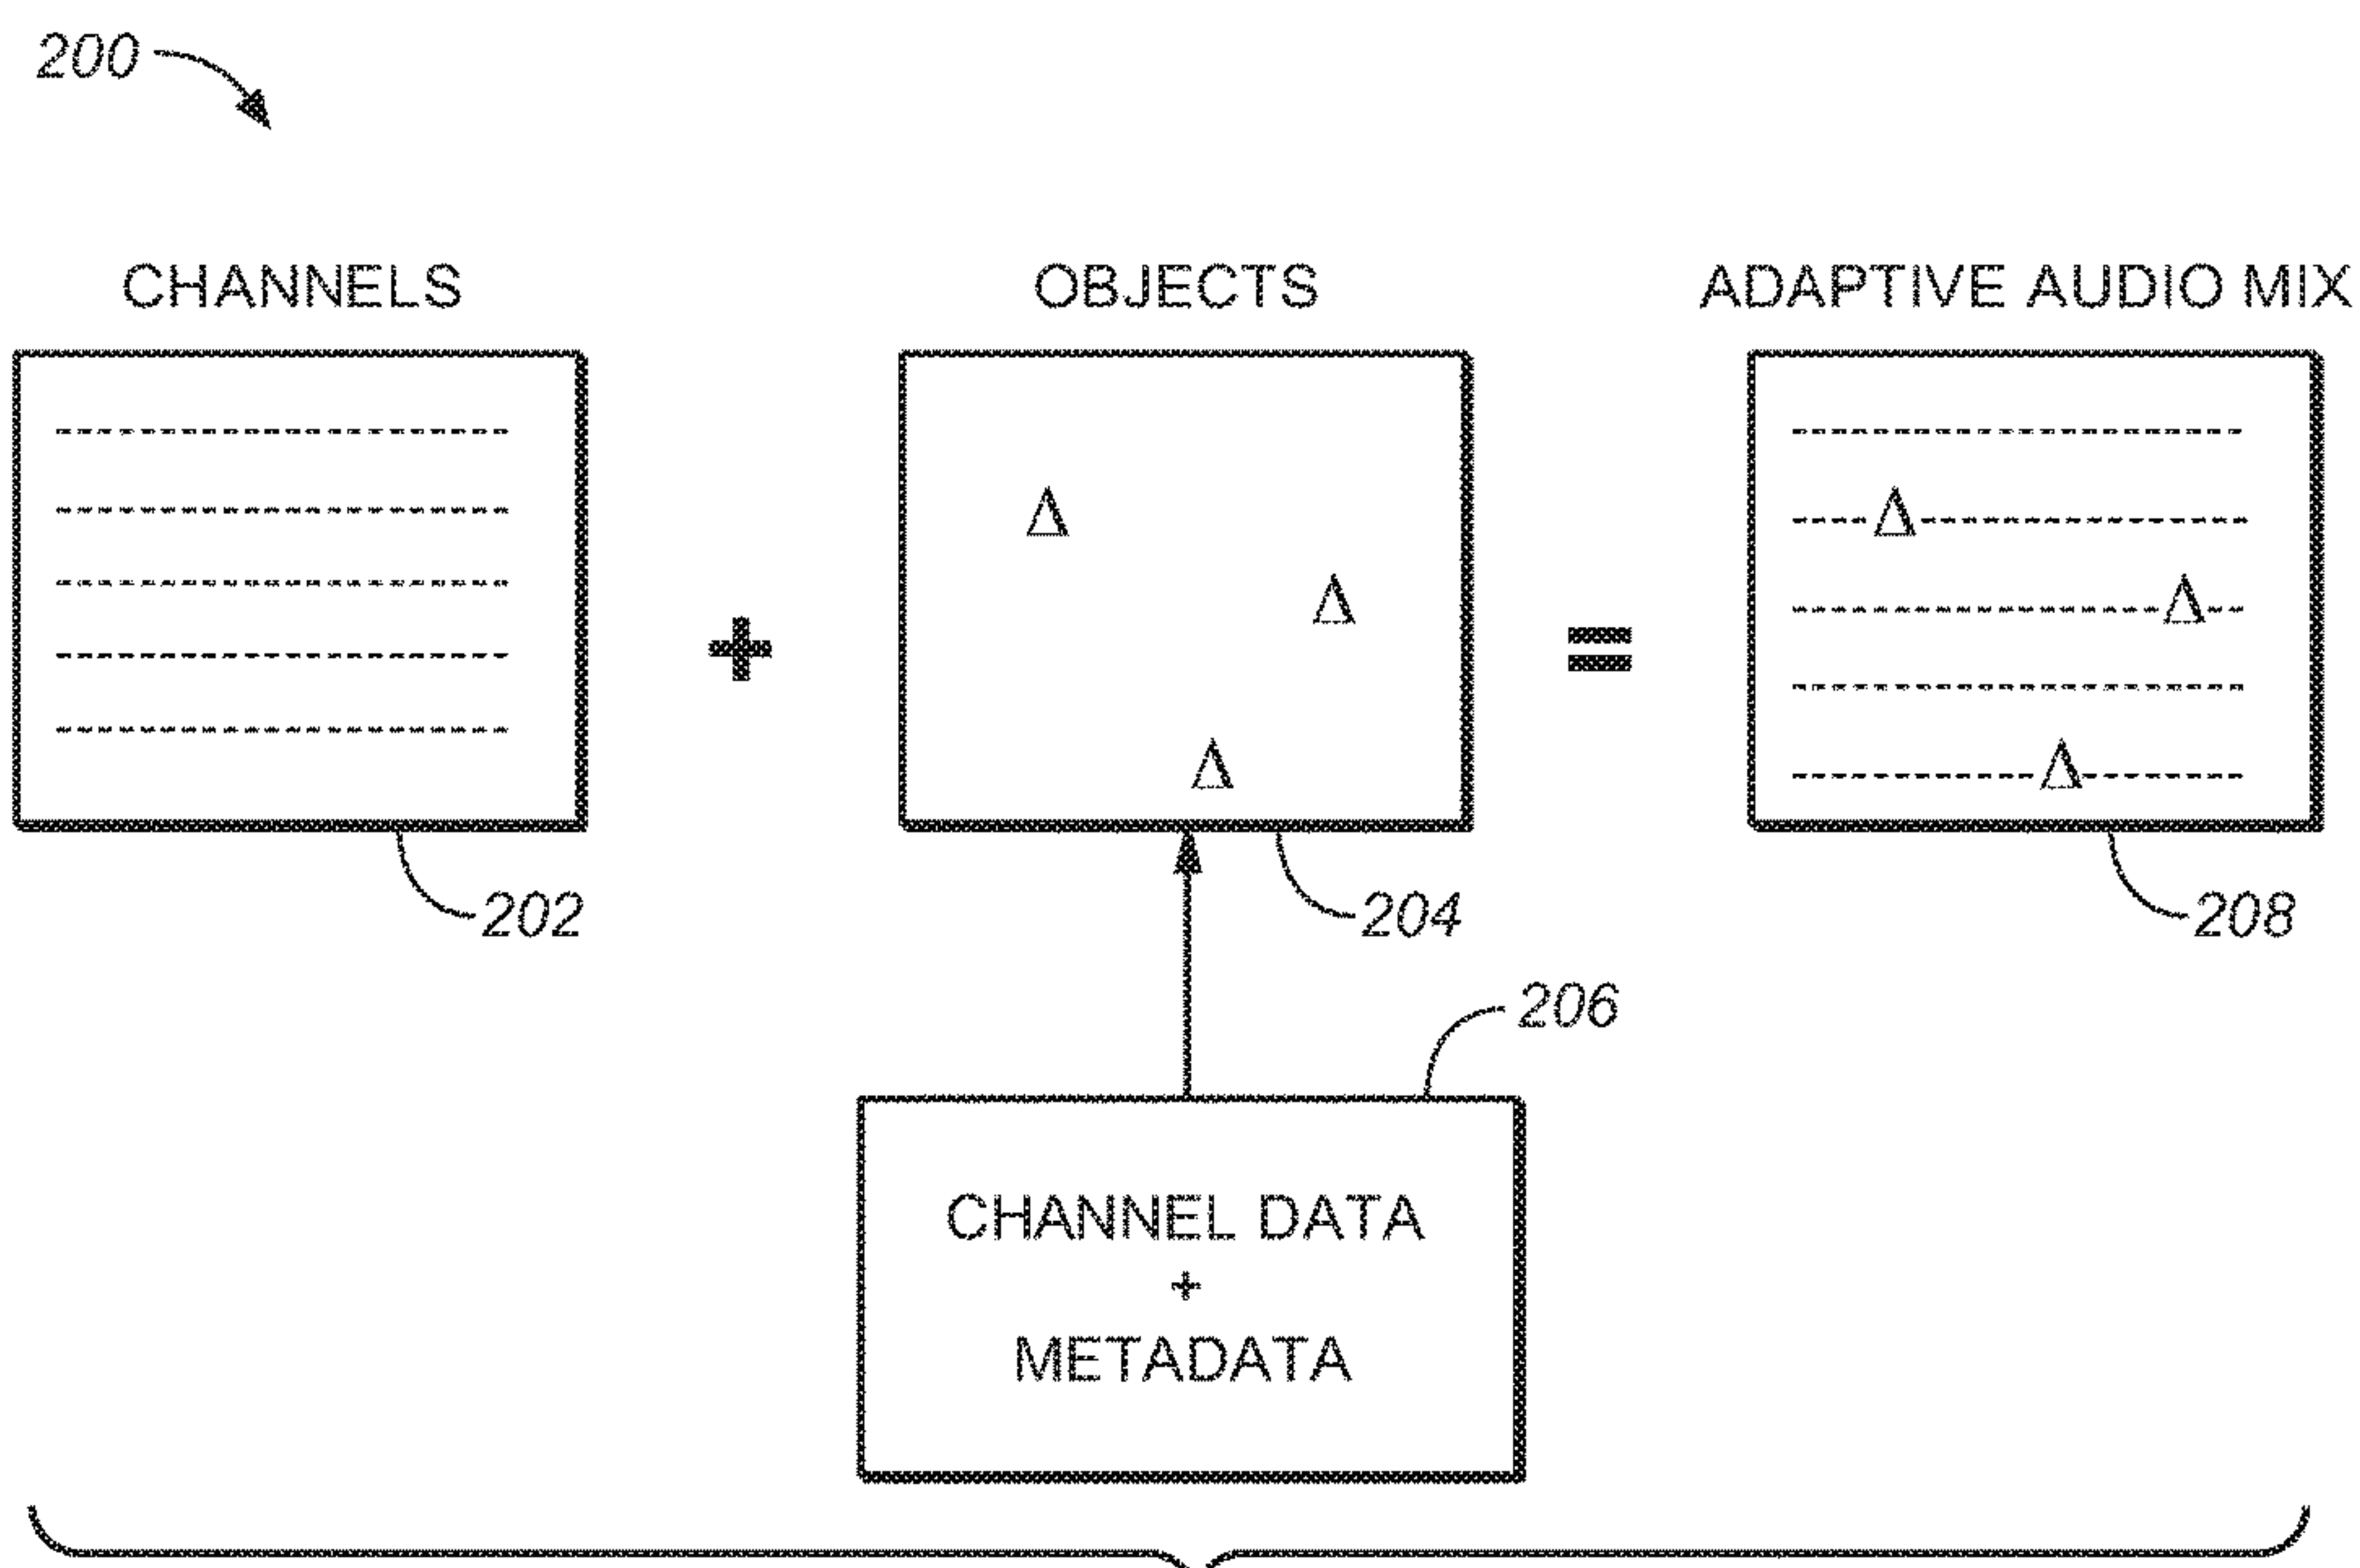 200
CHANNELS
OBJECTS
ADAPTIVE AUDIO MIX
+
=
202
204
208
206
CHANNEL DATA
+
METADATA